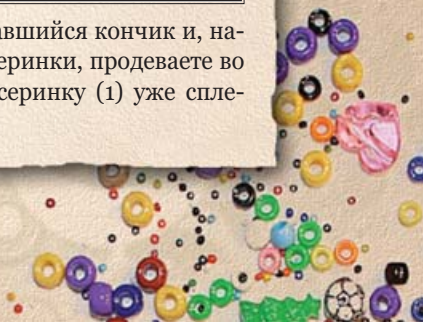 авшийся кончик и, на-
еринки, продеваете во
серинку (1) уже спле-